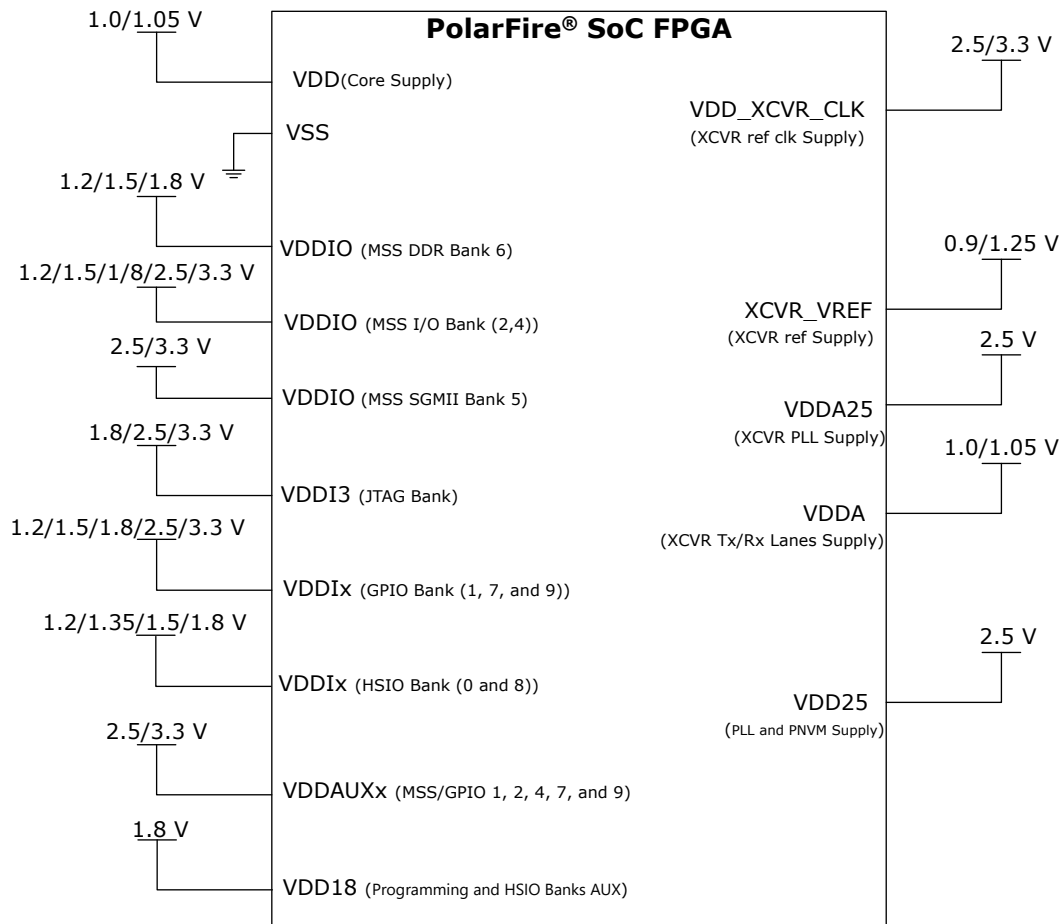 PolarFire® SoC FPGA
1.0/1.05 V
VDD(Core Supply)
VSS
1.2/1.5/1.8 V
VDDIO (MSS DDR Bank 6)
1.2/1.5/1/8/2.5/3.3 V
VDDIO (MSS I/O Bank (2,4))
2.5/3.3 V
VDDIO (MSS SGMII Bank 5)
1.8/2.5/3.3 V
VDDI3 (JTAG Bank)
1.2/1.5/1.8/2.5/3.3 V
VDDIx (GPIO Bank (1, 7, and 9))
1.2/1.35/1.5/1.8 V
VDDIx (HSIO Bank (0 and 8))
2.5/3.3 V
VDDAUXx (MSS/GPIO 1, 2, 4, 7, and 9)
1.8 V
VDD18 (Programming and HSIO Banks AUX)
2.5/3.3 V
VDD_XCVR_CLK
(XCVR ref clk Supply)
0.9/1.25 V
XCVR_VREF
(XCVR ref Supply)
2.5 V
VDDA25
(XCVR PLL Supply)
1.0/1.05 V
VDDA
(XCVR Tx/Rx Lanes Supply)
2.5 V
VDD25
(PLL and PNVM Supply)